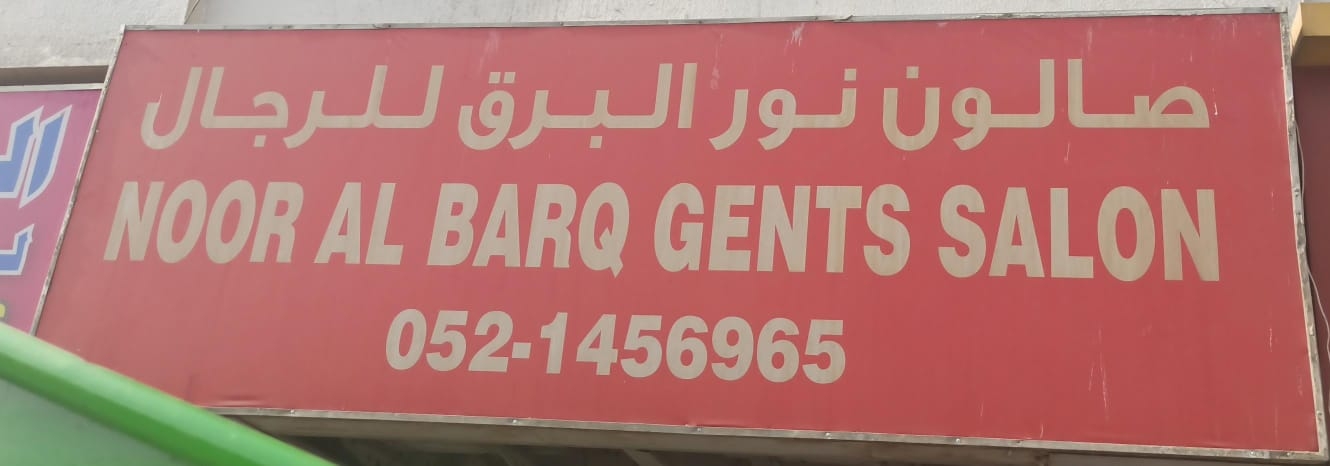 صالون نور البرق للرجال
NOOR AL BARQ GENTS SALON
052-1456965